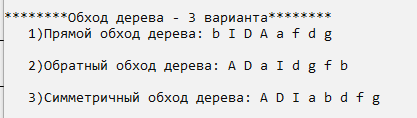 ********Обход дерева - 3 варианта********
1)Прямой обход дерева: b I D A a f d g
2)Обратный обход дерева: A D a I d g f b
3)Симметричный обход дерева: A D I a b d f g